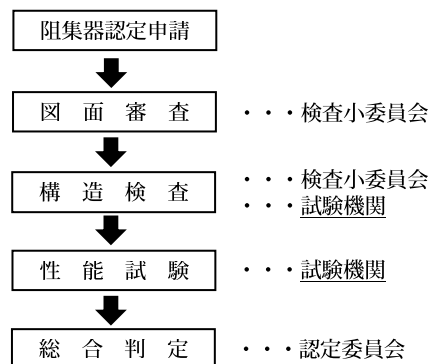 阻集器認定申請
図面審査 ・・・検査小委員会
構造検査 ・・・検査小委員会
・・・試験機関
性能試験 ・・・試験機関
総合判定 ・・・認定委員会